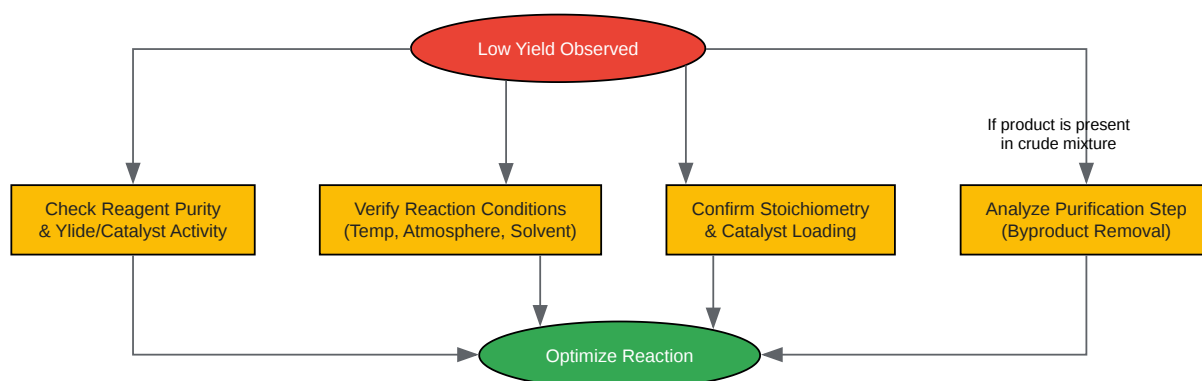 Low Yield Observed
If product is present
in crude mixture
Check Reagent Purity
& Ylide/Catalyst Activity
Verify Reaction Conditions
(Temp, Atmosphere, Solvent)
Confirm Stoichiometry
& Catalyst Loading
Analyze Purification Step
(Byproduct Removal)
Optimize Reaction